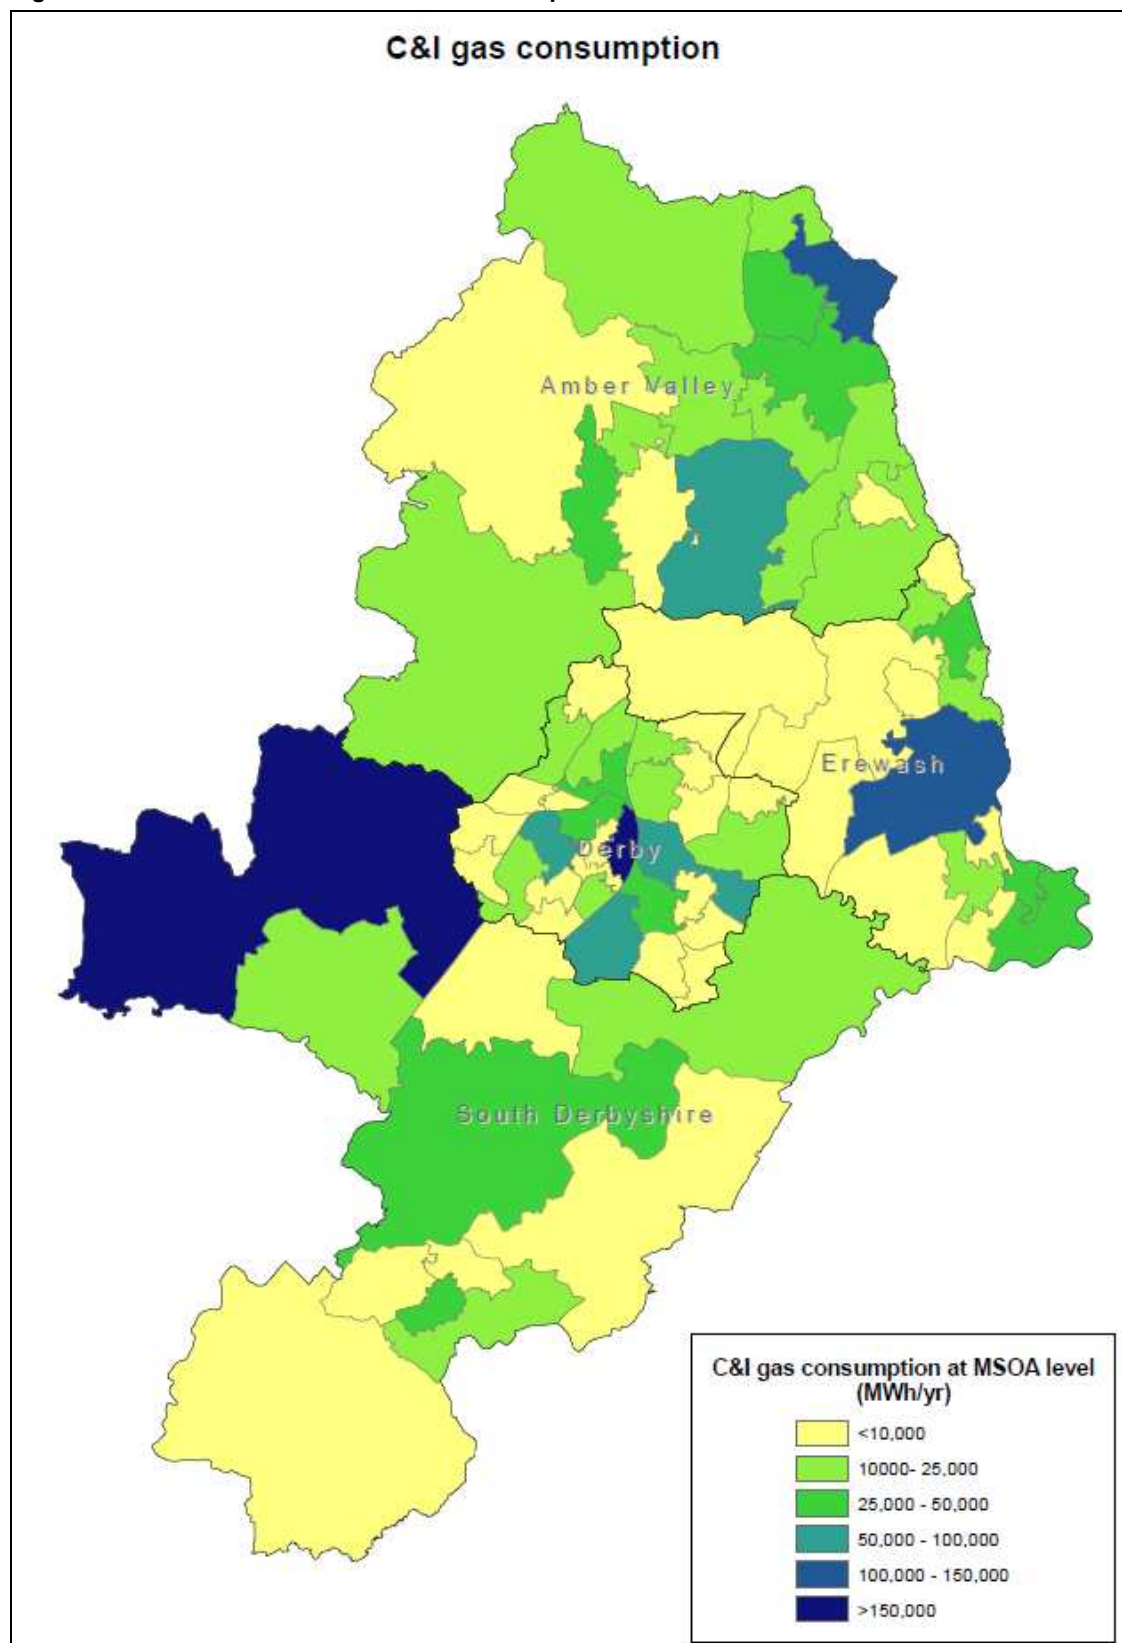 C&I gas consumption
Amber Valley
Erewash
Derby
South Derbyshire
C&I gas consumption at MSOA level
(MWh/yr)
<10,000
10000- 25,000
25,000 - 50,000
50,000 - 100,000
100,000 - 150,000
>150,000